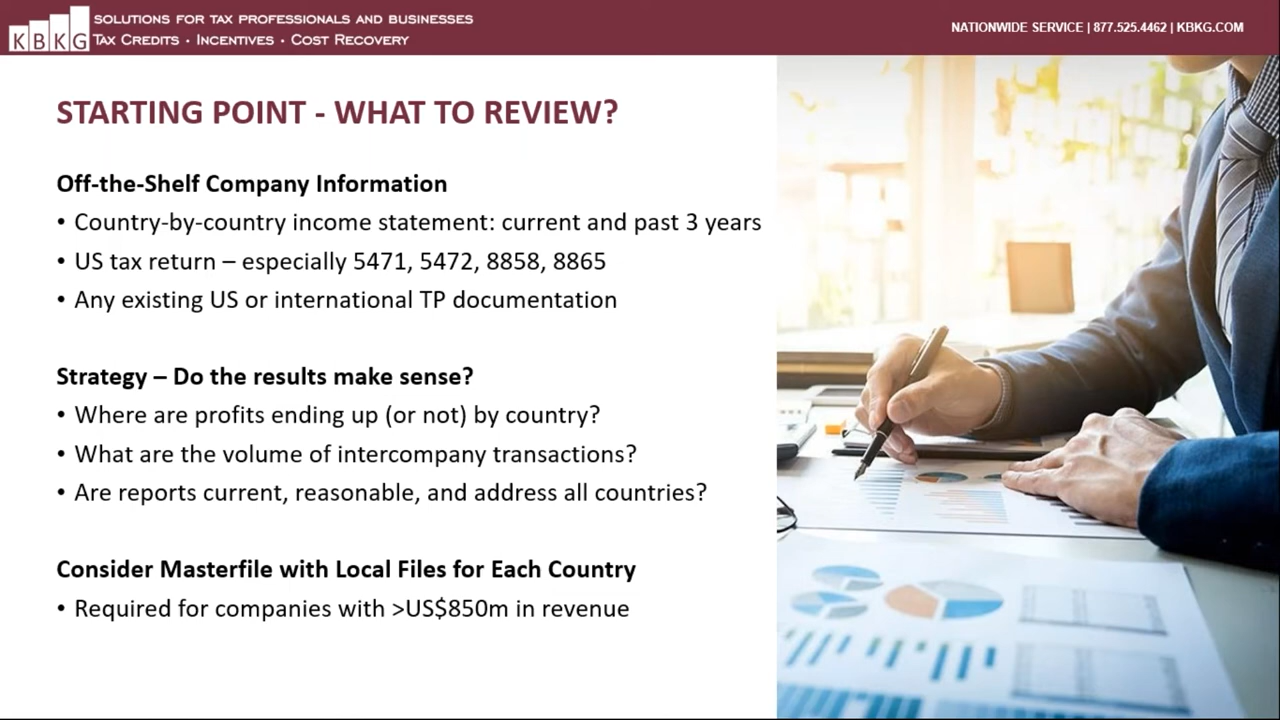 KBKG
SOLUTIONS FOR TAX PROFESSIONALS AND BUSINESSES
TAX CREDITS · INCENTIVES · COST RECOVERY
NATIONWIDE SERVICE | 877.525.4462 | KBKG.COM
STARTING POINT - WHAT TO REVIEW?
Off-the-Shelf Company Information
• Country-by-country income statement: current and past 3 years
• US tax return – especially 5471, 5472, 8858, 8865
• Any existing US or international TP documentation
Strategy – Do the results make sense?
• Where are profits ending up (or not) by country?
• What are the volume of intercompany transactions?
• Are reports current, reasonable, and address all countries?
Consider Masterfile with Local Files for Each Country
• Required for companies with >US$850m in revenue